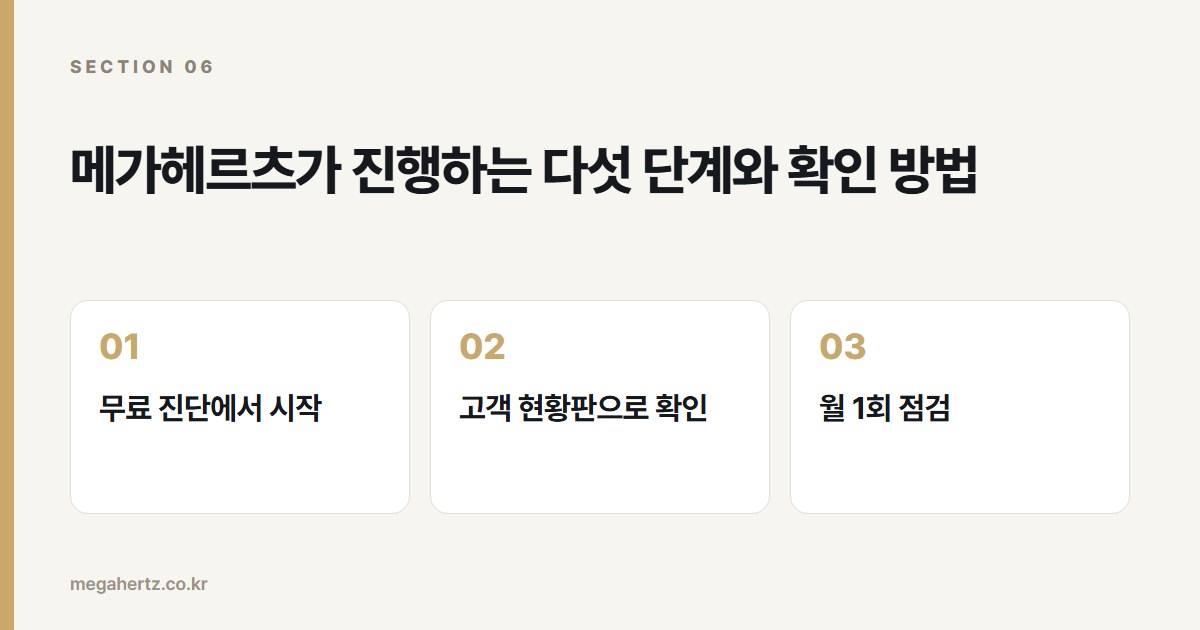 SECTION 06
메가헤르츠가 진행하는 다섯 단계와 확인 방법
01
무료 진단에서 시작
02
고객 현황판으로 확인
03
월 1회 점검
megahertz.co.kr